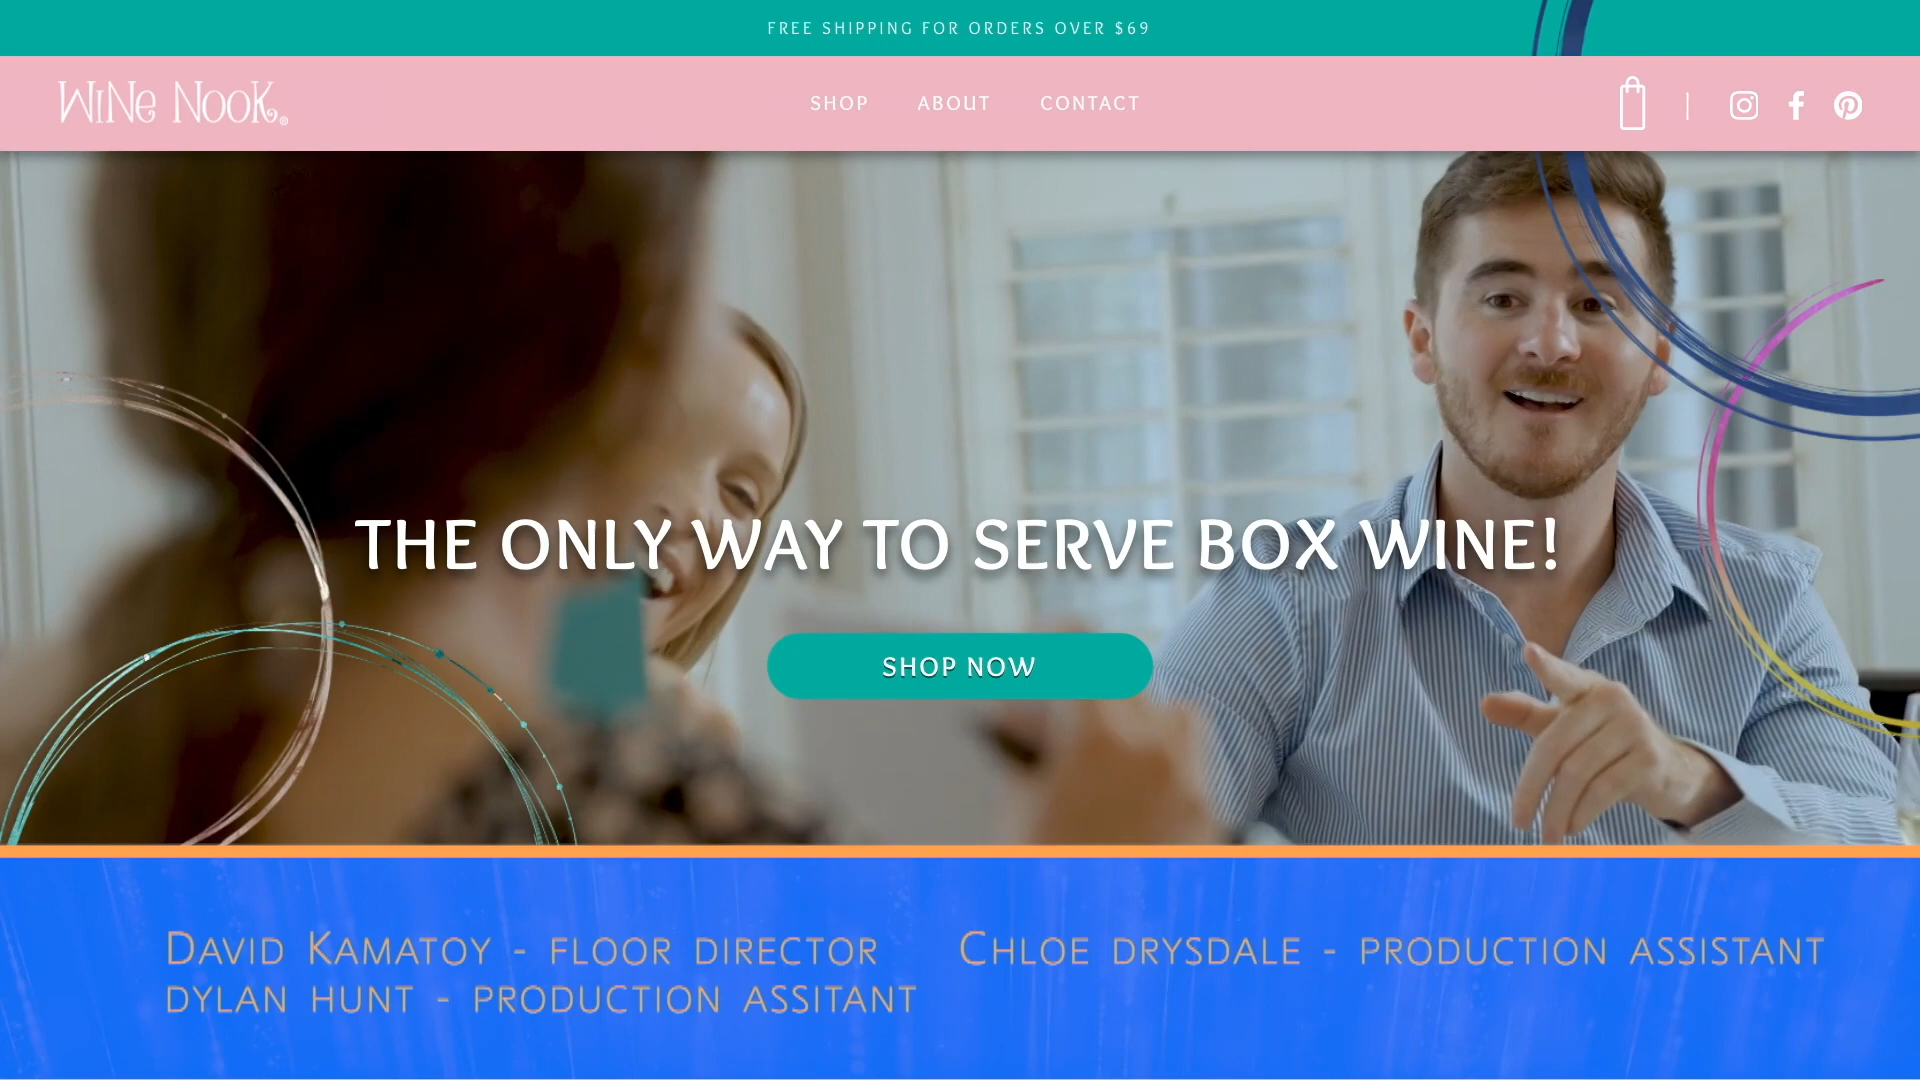 FREE SHIPPING FOR ORDERS OVER $69
WINe NOOK®
SHOP ABOUT CONTACT
THE ONLY WAY TO SERVE BOX WINE!
SHOP NOW
DAVID KAMATOY - FLOOR DIRECTOR
CHLOE DRYSDALE - PRODUCTION ASSISTANT
DYLAN HUNT - PRODUCTION ASSITANT